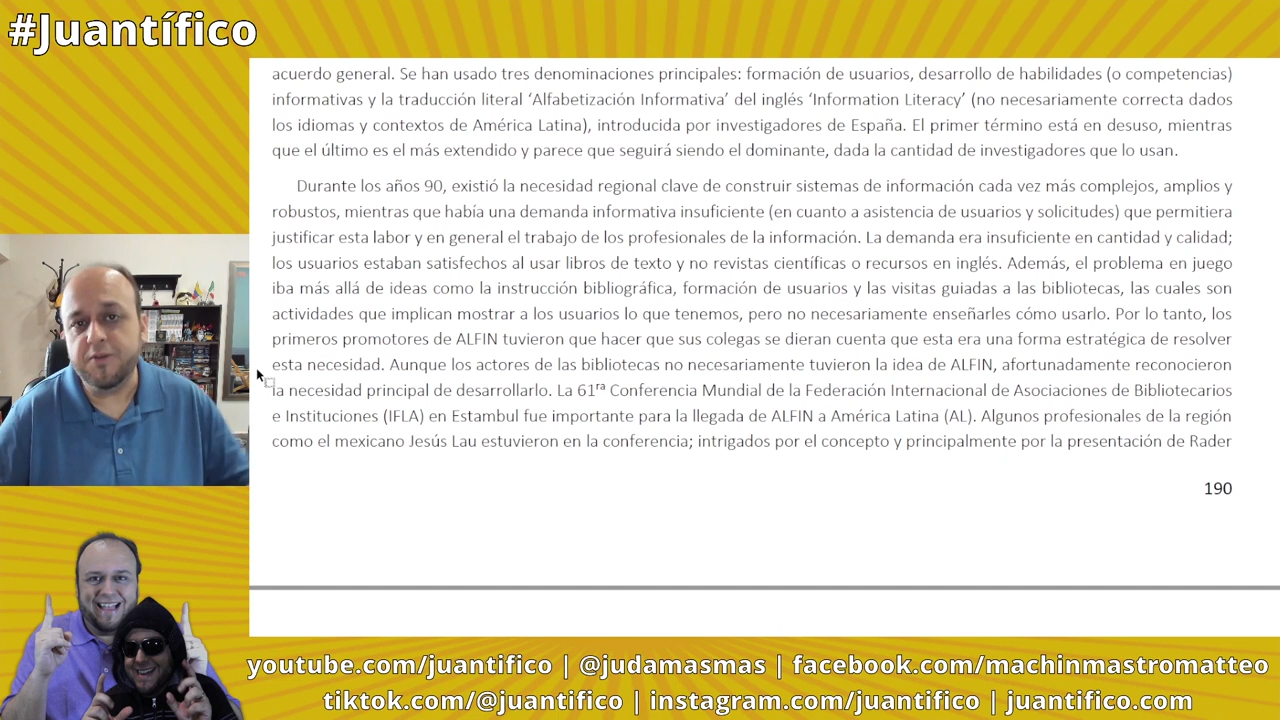 #Juantífico
acuerdo general. Se han usado tres denominaciones principales: formación de usuarios, desarrollo de habilidades (o competencias)
informativas y la traducción literal ‘Alfabetización Informativa’ del inglés ‘Information Literacy’ (no necesariamente correcta dados
los idiomas y contextos de América Latina), introducida por investigadores de España. El primer término está en desuso, mientras
que el último es el más extendido y parece que seguirá siendo el dominante, dada la cantidad de investigadores que lo usan.
Durante los años 90, existió la necesidad regional clave de construir sistemas de información cada vez más complejos, amplios y
robustos, mientras que había una demanda informativa insuficiente (en cuanto a asistencia de usuarios y solicitudes) que permitiera
justificar esta labor y en general el trabajo de los profesionales de la información. La demanda era insuficiente en cantidad y calidad;
los usuarios estaban satisfechos al usar libros de texto y no revistas científicas o recursos en inglés. Además, el problema en juego
iba más allá de ideas como la instrucción bibliográfica, formación de usuarios y las visitas guiadas a las bibliotecas, las cuales son
actividades que implican mostrar a los usuarios lo que tenemos, pero no necesariamente enseñarles cómo usarlo. Por lo tanto, los
primeros promotores de ALFIN tuvieron que hacer que sus colegas se dieran cuenta que esta era una forma estratégica de resolver
esta necesidad. Aunque los actores de las bibliotecas no necesariamente tuvieron la idea de ALFIN, afortunadamente reconocieron
la necesidad principal de desarrollarlo. La 61ra Conferencia Mundial de la Federación Internacional de Asociaciones de Bibliotecarios
e Instituciones (IFLA) en Estambul fue importante para la llegada de ALFIN a América Latina (AL). Algunos profesionales de la región
como el mexicano Jesús Lau estuvieron en la conferencia; intrigados por el concepto y principalmente por la presentación de Rader
190
youtube.com/juantifico | @judamasmas | facebook.com/machinmastromatteo
tiktok.com/@juantifico | instagram.com/juantifico | juantifico.com